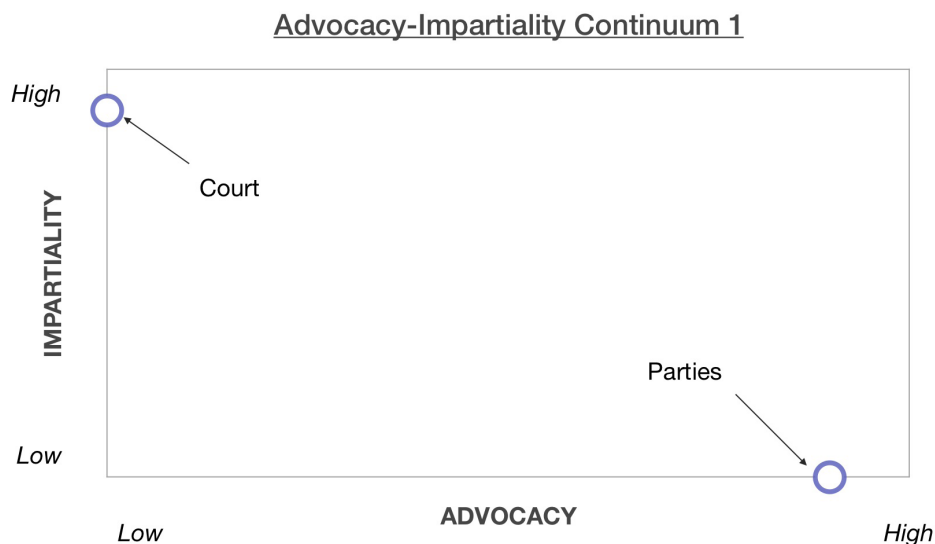 Advocacy-Impartiality Continuum 1
High
Court
IMPARTIALITY
Parties
Low
ADVOCACY
Low
High